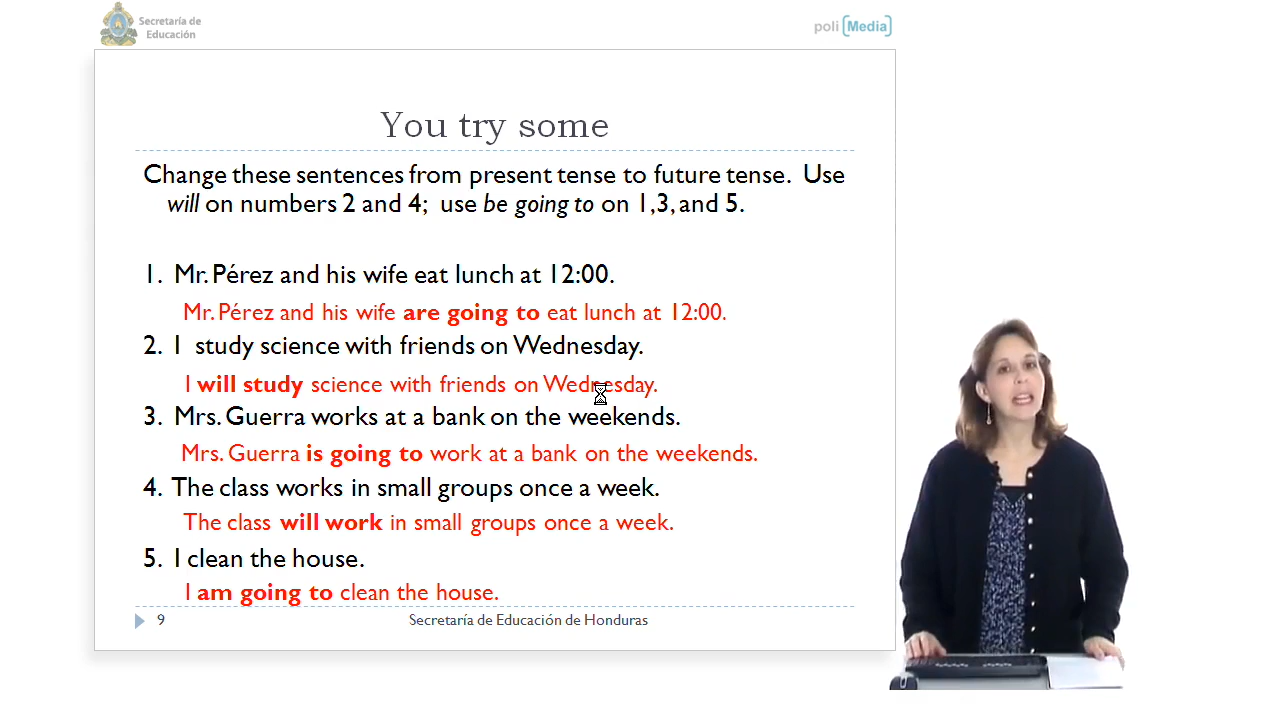 Secretaría de
Educación
poli [Media]
You try some
Change these sentences from present tense to future tense. Use
will on numbers 2 and 4; use be going to on 1,3, and 5.
1. Mr. Pérez and his wife eat lunch at 12:00.
Mr. Pérez and his wife are going to eat lunch at 12:00.
2. I study science with friends on Wednesday.
I will study science with friends on Wednesday.
3. Mrs. Guerra works at a bank on the weekends.
Mrs. Guerra is going to work at a bank on the weekends.
4. The class works in small groups once a week.
The class will work in small groups once a week.
5. I clean the house.
I am going to clean the house.
9 Secretaría de Educación de Honduras